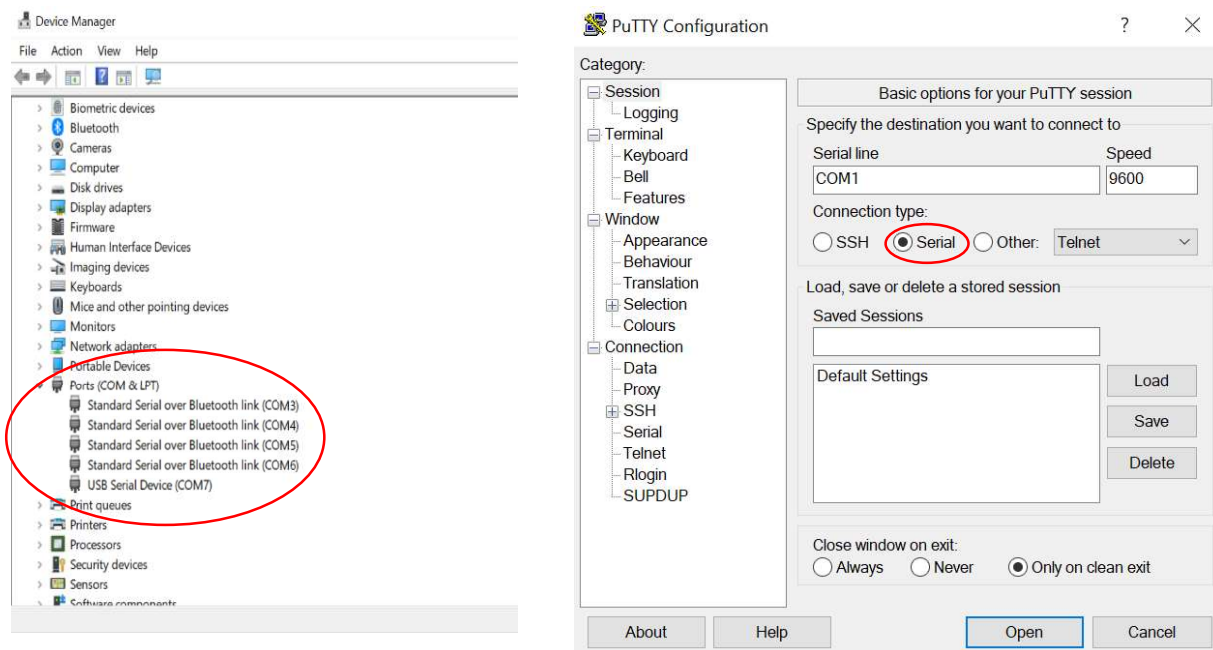 Device Manager
File Action View Help
Biometric devices
Bluetooth
Cameras
Computer
Disk drives
Display adapters
Firmware
Human Interface Devices
Imaging devices
Keyboards
Mice and other pointing devices
Monitors
Network adapters
Portable Devices
Ports (COM & LPT)
Standard Serial over Bluetooth link (COM3)
Standard Serial over Bluetooth link (COM4)
Standard Serial over Bluetooth link (COM5)
Standard Serial over Bluetooth link (COM6)
USB Serial Device (COM7)
Print queues
Printers
Processors
Security devices
Sensors
Software components
PuTTY Configuration ?
Category:
Session
Logging
Terminal
Keyboard
Bell
Features
Window
Appearance
Behaviour
Translation
Selection
Colours
Connection
Data
Proxy
SSH
Serial
Telnet
Rlogin
SUPDUP
Basic options for your PuTTY session
Specify the destination you want to connect to
Serial line Speed
COM1 9600
Connection type:
SSH Serial Other: Telnet
Load, save or delete a stored session
Saved Sessions
Default Settings
Load
Save
Delete
Close window on exit:
Always Never Only on clean exit
About Help Open Cancel